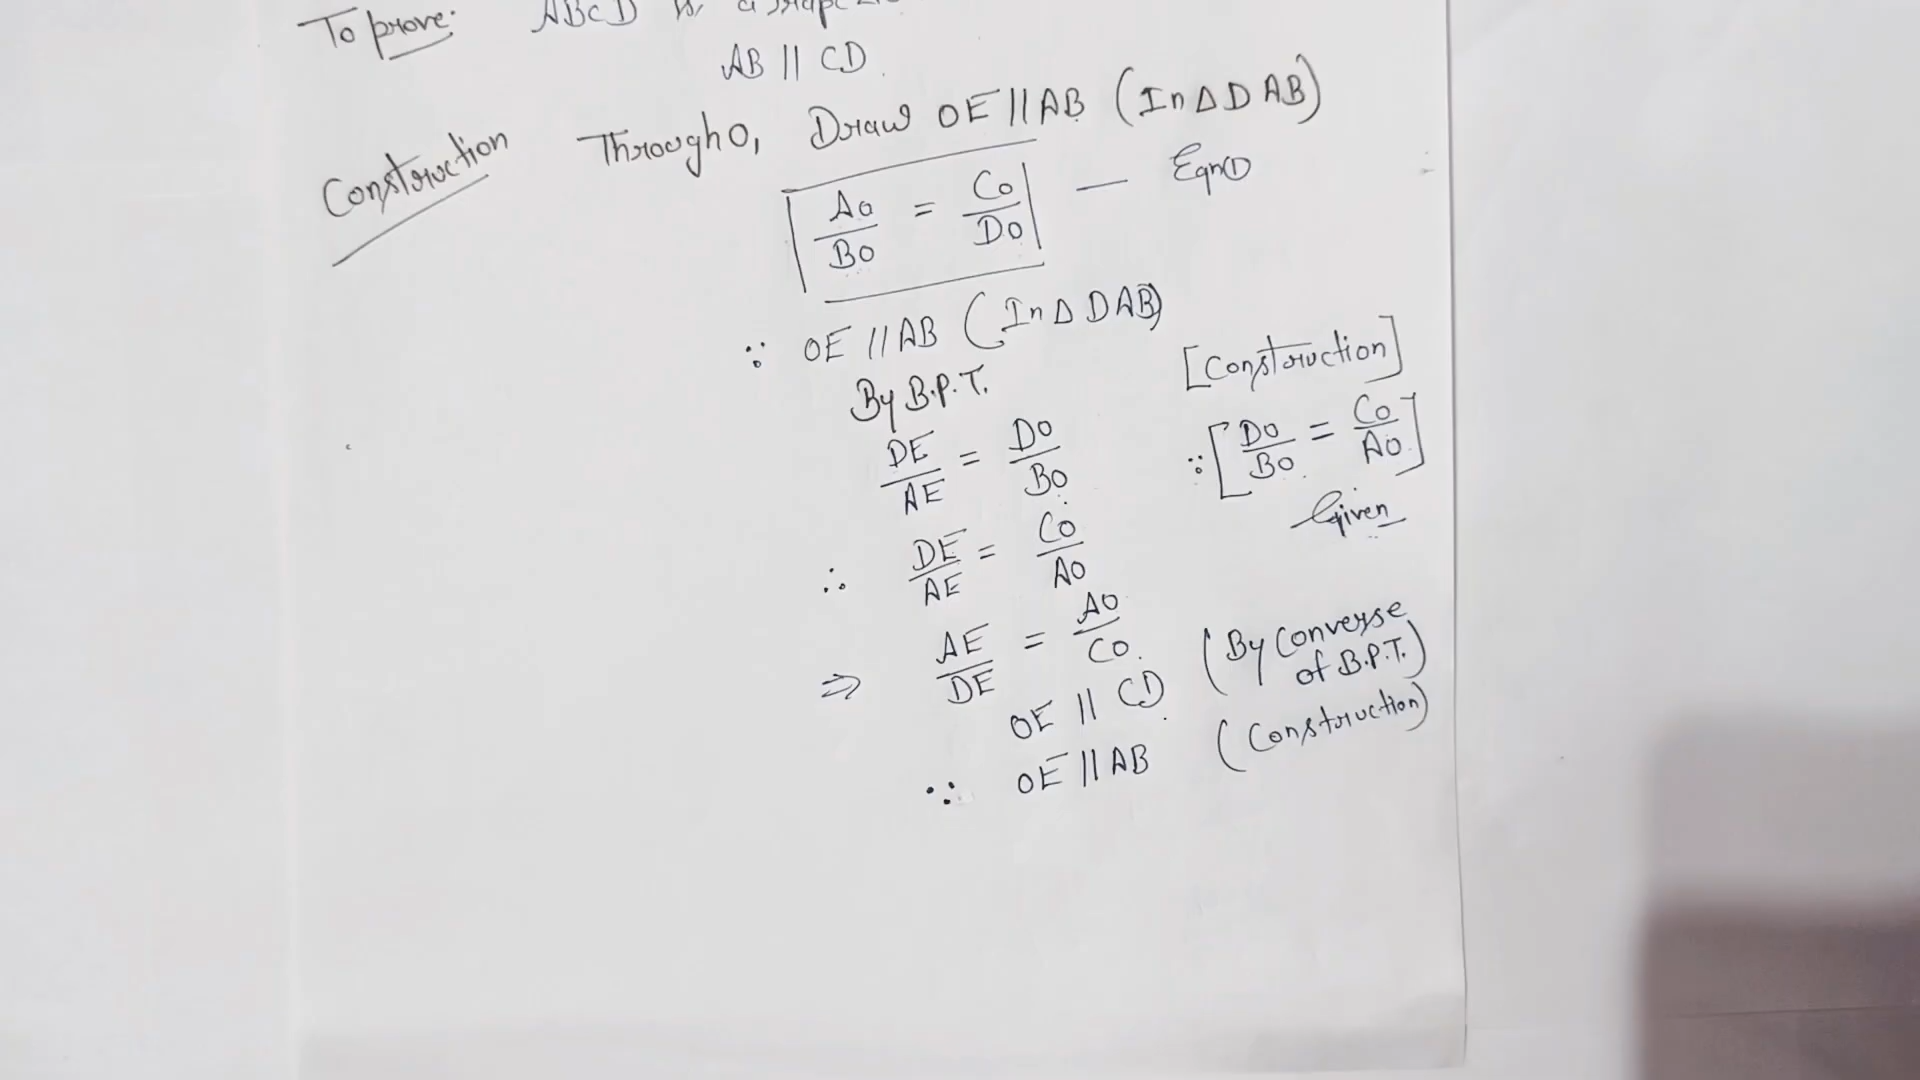 To prove: ABCD is a
AB || CD.
Construction Through O, Draw OE || AB (In Δ DAB)
AO/BO = CO/DO — Eqn①
∵ OE || AB (In Δ DAB)
By B.P.T. [Construction]
DE/AE = DO/BO ∵ [DO/BO = CO/AO]
Given
∴ DE/AE = CO/AO
⇒ AE/DE = AO/CO. (By Converse of B.P.T.)
OE || CD.
∵ OE || AB (Construction)